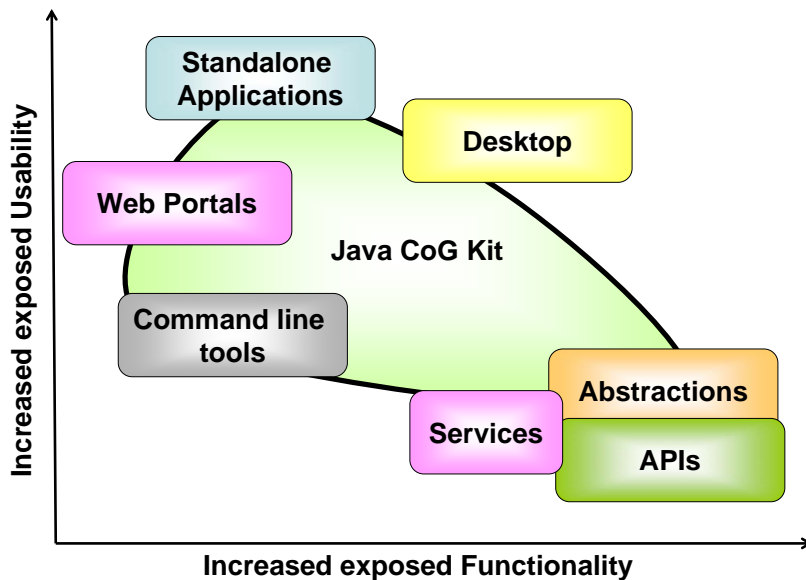 Standalone
Applications
Desktop
Web Portals
Java CoG Kit
Command line
tools
Abstractions
Services
APIs
Increased exposed Usability
Increased exposed Functionality